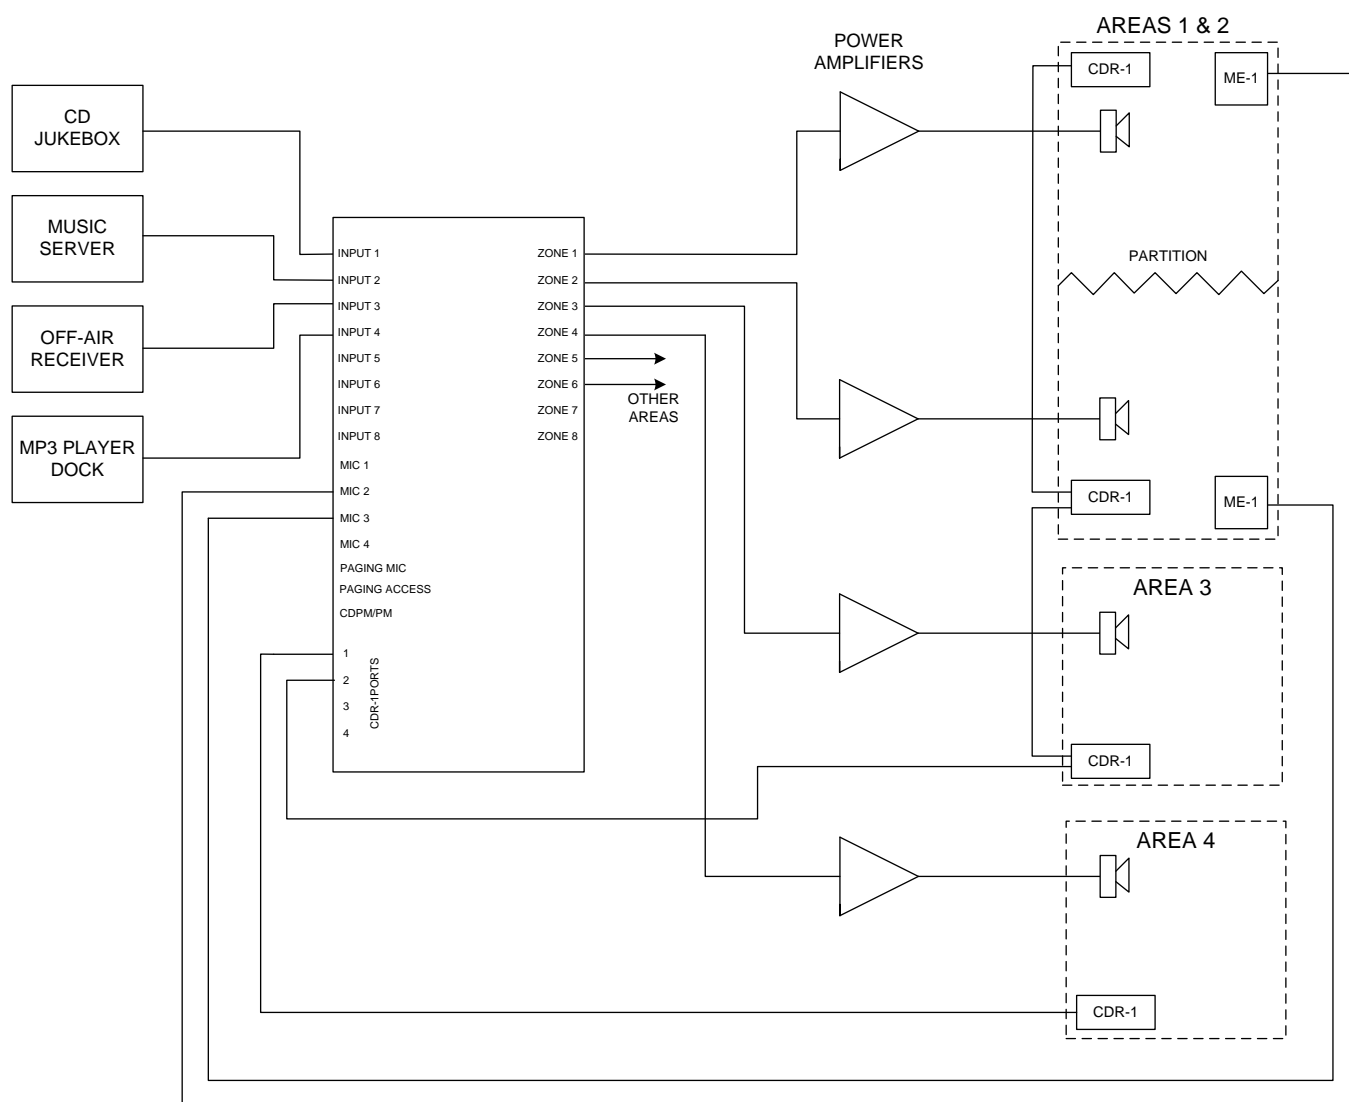 AREAS 1 & 2
POWER
AMPLIFIERS
CDR-1
ME-1
CD
JUKEBOX
MUSIC
SERVER
OFF-AIR
RECEIVER
MP3 PLAYER
DOCK
INPUT 1
INPUT 2
INPUT 3
INPUT 4
INPUT 5
INPUT 6
INPUT 7
INPUT 8
MIC 1
MIC 2
MIC 3
MIC 4
PAGING MIC
PAGING ACCESS
CDPM/PM
1
2
3
4
CDR-1PORTS
ZONE 1
ZONE 2
ZONE 3
ZONE 4
ZONE 5
ZONE 6
ZONE 7
ZONE 8
OTHER
AREAS
PARTITION
CDR-1
ME-1
AREA 3
CDR-1
AREA 4
CDR-1